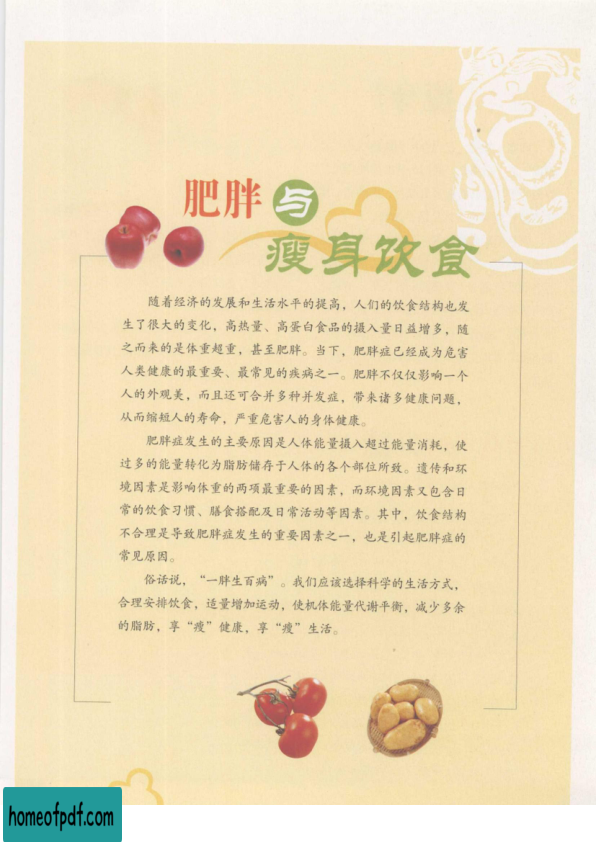 肥胖与
瘦身饮食
随着经济的发展和生活水平的提高，人们的饮食结构也发
生了很大的变化，高热量、高蛋白食品的摄入量日益增多，随
之而来的是体重超重，甚至肥胖。当下，肥胖症已经成为危害
人类健康的最重要、最常见的疾病之一。肥胖不仅仅影响一个
人的外观美，而且还可合并多种并发症，带来诸多健康问题，
从而缩短人的寿命，严重危害人的身体健康。
肥胖症发生的主要原因是人体能量摄入超过能量消耗，使
过多的能量转化为脂肪储存于人体的各个部位所致。遗传和环
境因素是影响体重的两项最重要的因素，而环境因素又包含日
常的饮食习惯、膳食搭配及日常活动等因素。其中，饮食结构
不合理是导致肥胖症发生的重要因素之一，也是引起肥胖症的
常见原因。
俗话说，“一胖生百病”。我们应该选择科学的生活方式，
合理安排饮食，适量增加运动，使机体能量代谢平衡，减少多余
的脂肪，享“瘦”健康，享“瘦”生活。
homeofpdf.com